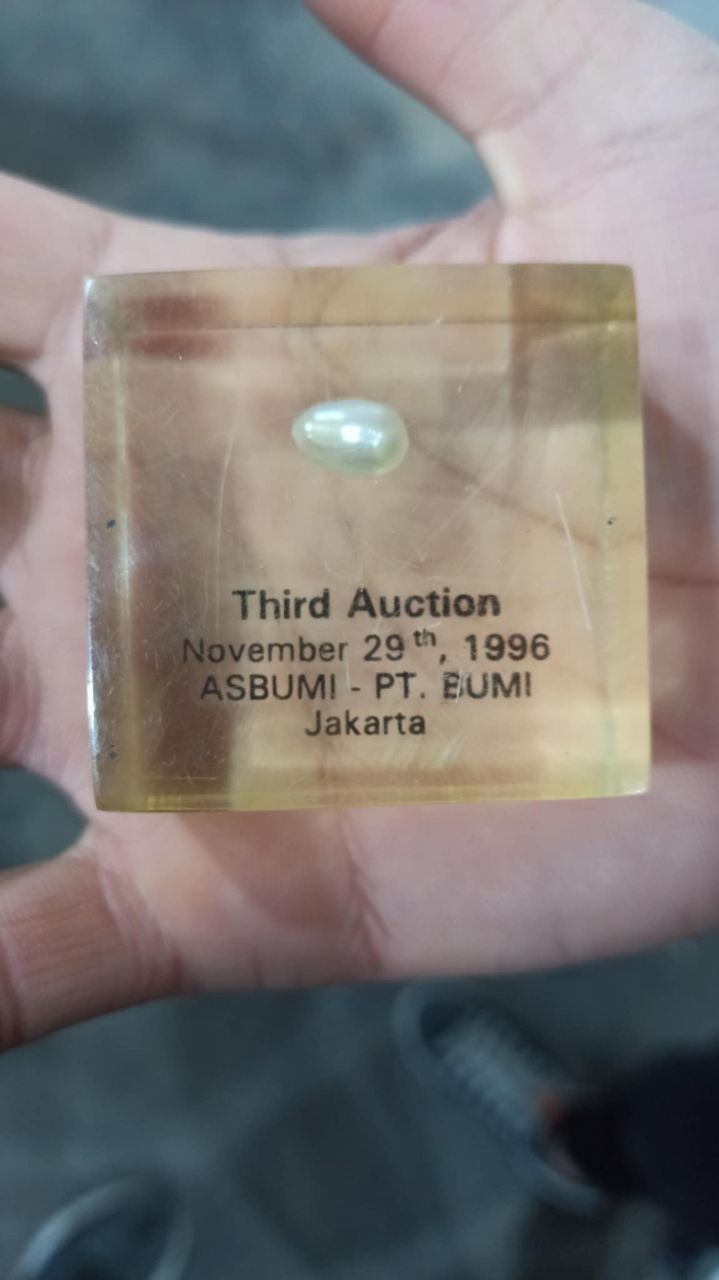 Third Auction
November 29th, 1996
ASBUMI - PT. BUMI
Jakarta